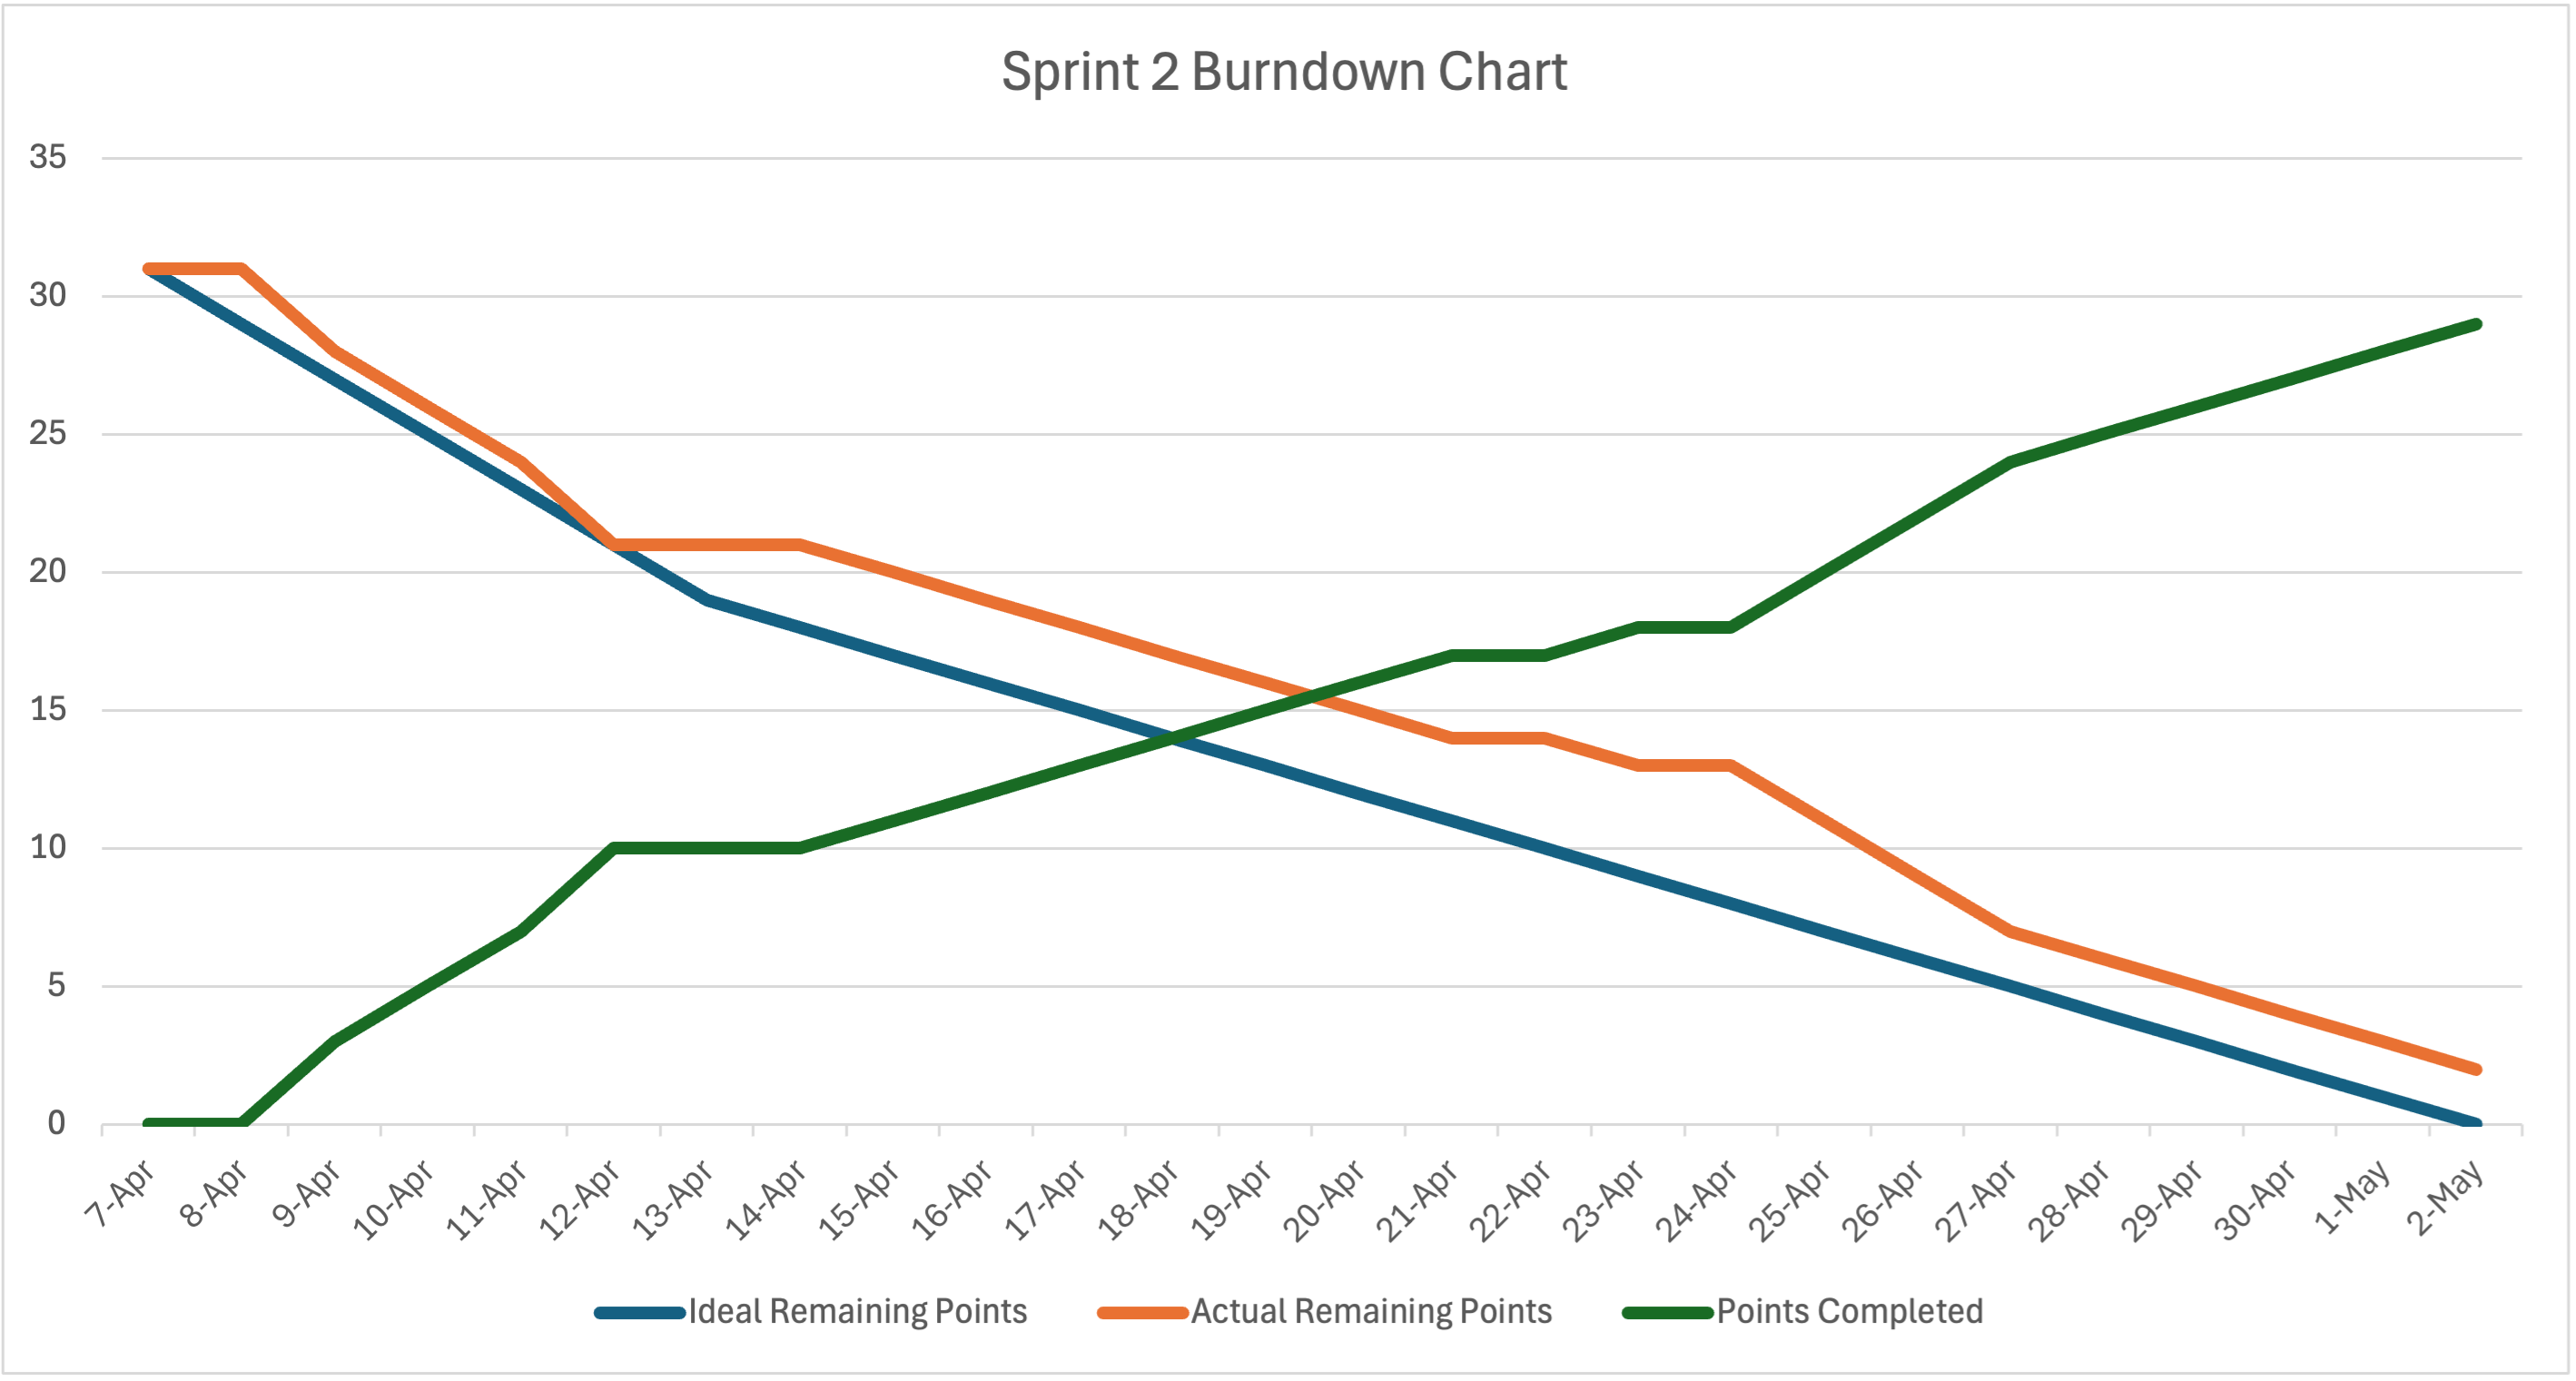 Sprint 2 Burndown Chart
35
30
25
20
15
10
5
0
7-Apr
8-Apr
9-Apr
10-Apr
11-Apr
12-Apr
13-Apr
14-Apr
15-Apr
16-Apr
17-Apr
18-Apr
19-Apr
20-Apr
21-Apr
22-Apr
23-Apr
24-Apr
25-Apr
26-Apr
27-Apr
28-Apr
29-Apr
30-Apr
1-May
2-May
Ideal Remaining Points
Actual Remaining Points
Points Completed